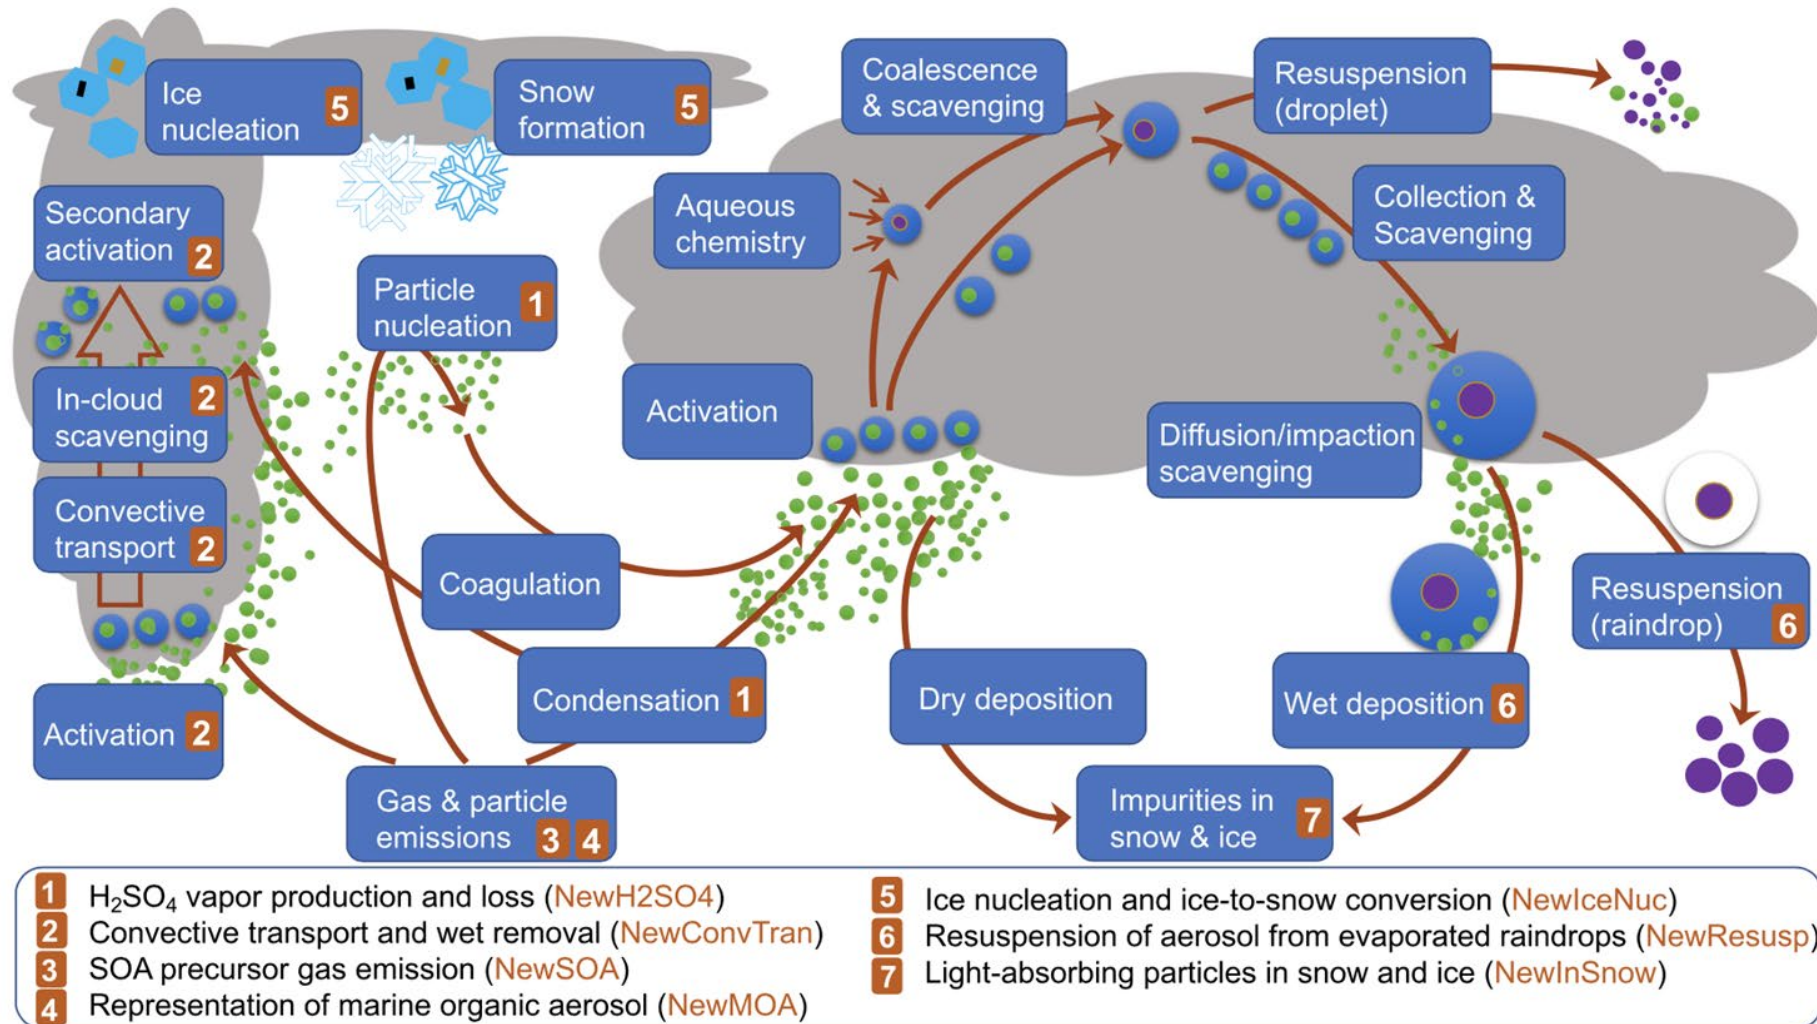 Ice
nucleation 5
Snow
formation 5
Coalescence
& scavenging
Resuspension
(droplet)
Secondary
activation 2
Aqueous
chemistry
Collection &
Scavenging
Particle
nucleation 1
In-cloud
scavenging 2
Activation
Diffusion/impaction
scavenging
Convective
transport 2
Coagulation
Resuspension
(raindrop) 6
Activation 2
Condensation 1
Dry deposition
Wet deposition 6
Gas & particle
emissions 3 4
Impurities in
snow & ice 7
1 H₂SO₄ vapor production and loss (NewH2SO4)
2 Convective transport and wet removal (NewConvTran)
3 SOA precursor gas emission (NewSOA)
4 Representation of marine organic aerosol (NewMOA)
5 Ice nucleation and ice-to-snow conversion (NewIceNuc)
6 Resuspension of aerosol from evaporated raindrops (NewResusp)
7 Light-absorbing particles in snow and ice (NewInSnow)